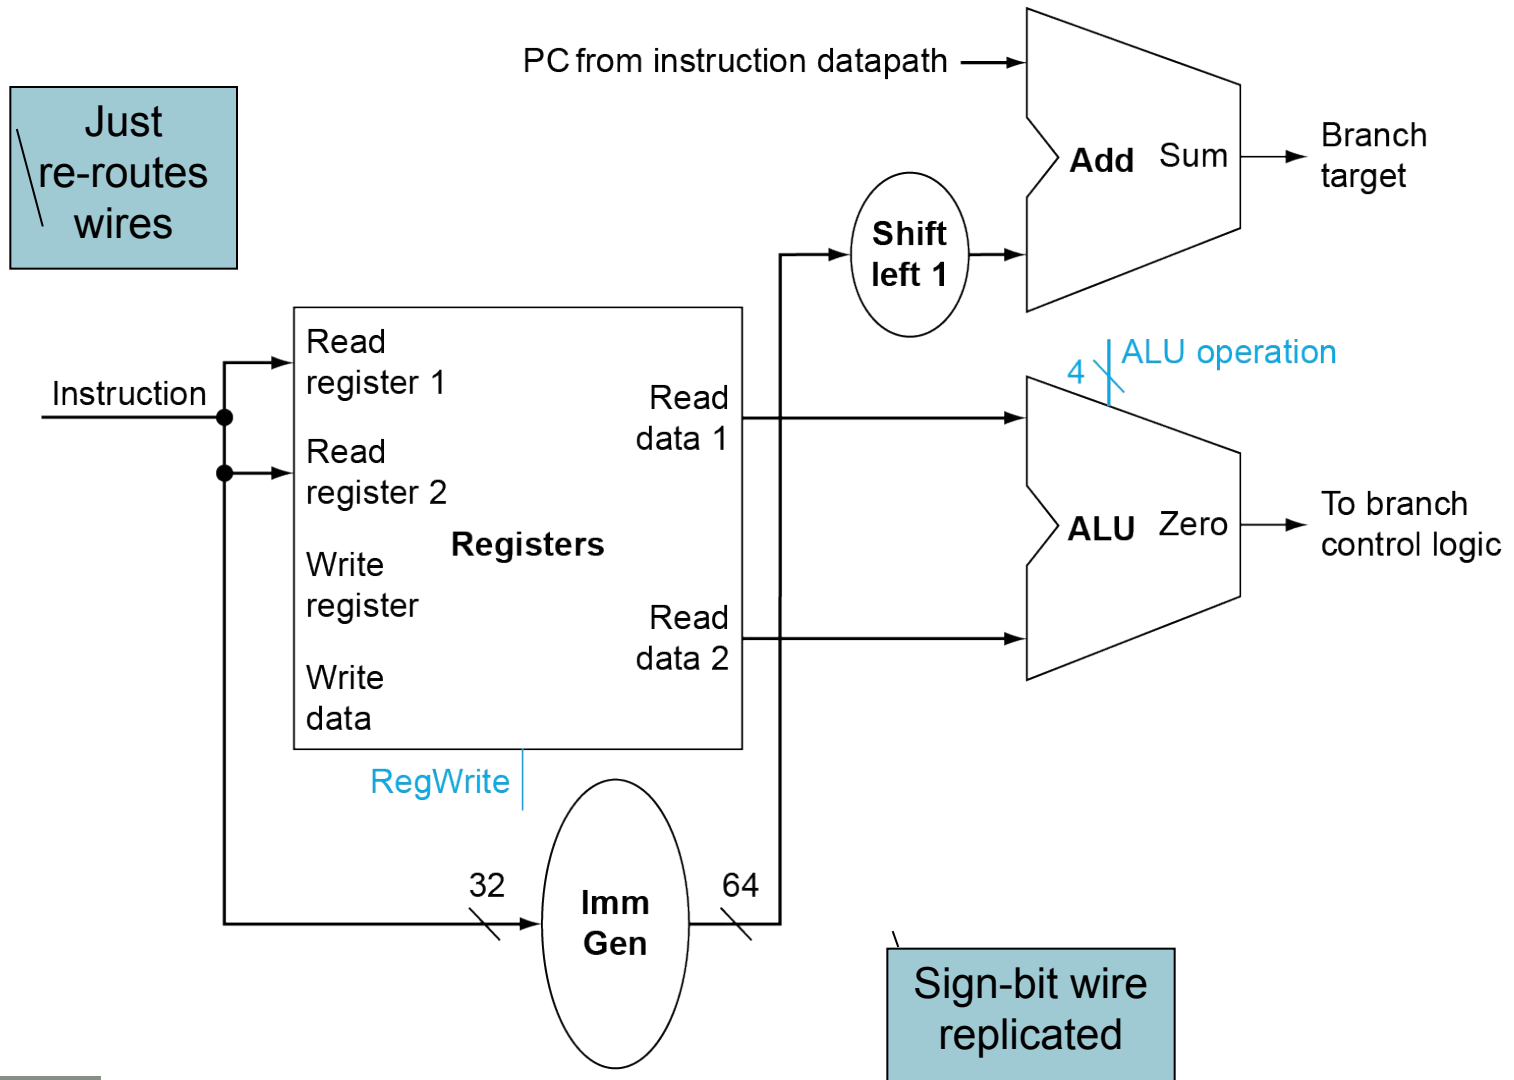 PC from instruction datapath
Just
re-routes
wires
Branch
target
Add
Sum
Shift
left 1
Read
register 1
Instruction
ALU operation
4
Read
data 1
Read
register 2
Registers
ALU
Zero
To branch
control logic
Write
register
Read
data 2
Write
data
RegWrite
32
64
Imm
Gen
Sign-bit wire
replicated